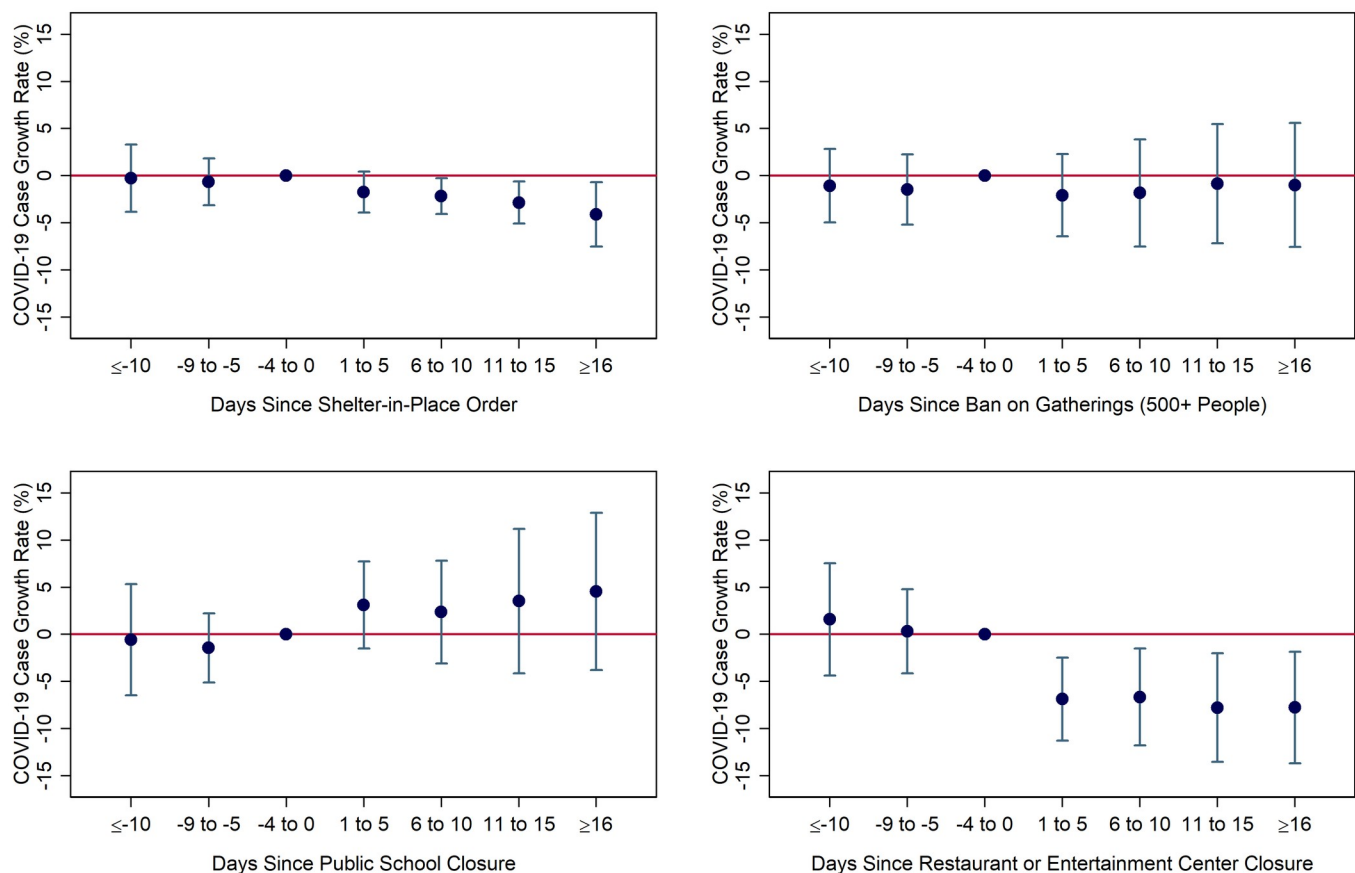 COVID-19 Case Growth Rate (%)
15
10
5
0
-5
-10
-15
≤-10 -9 to -5 -4 to 0 1 to 5 6 to 10 11 to 15 ≥16
Days Since Shelter-in-Place Order
COVID-19 Case Growth Rate (%)
15
10
5
0
-5
-10
-15
≤-10 -9 to -5 -4 to 0 1 to 5 6 to 10 11 to 15 ≥16
Days Since Ban on Gatherings (500+ People)
COVID-19 Case Growth Rate (%)
15
10
5
0
-5
-10
-15
≤-10 -9 to -5 -4 to 0 1 to 5 6 to 10 11 to 15 ≥16
Days Since Public School Closure
COVID-19 Case Growth Rate (%)
15
10
5
0
-5
-10
-15
≤-10 -9 to -5 -4 to 0 1 to 5 6 to 10 11 to 15 ≥16
Days Since Restaurant or Entertainment Center Closure